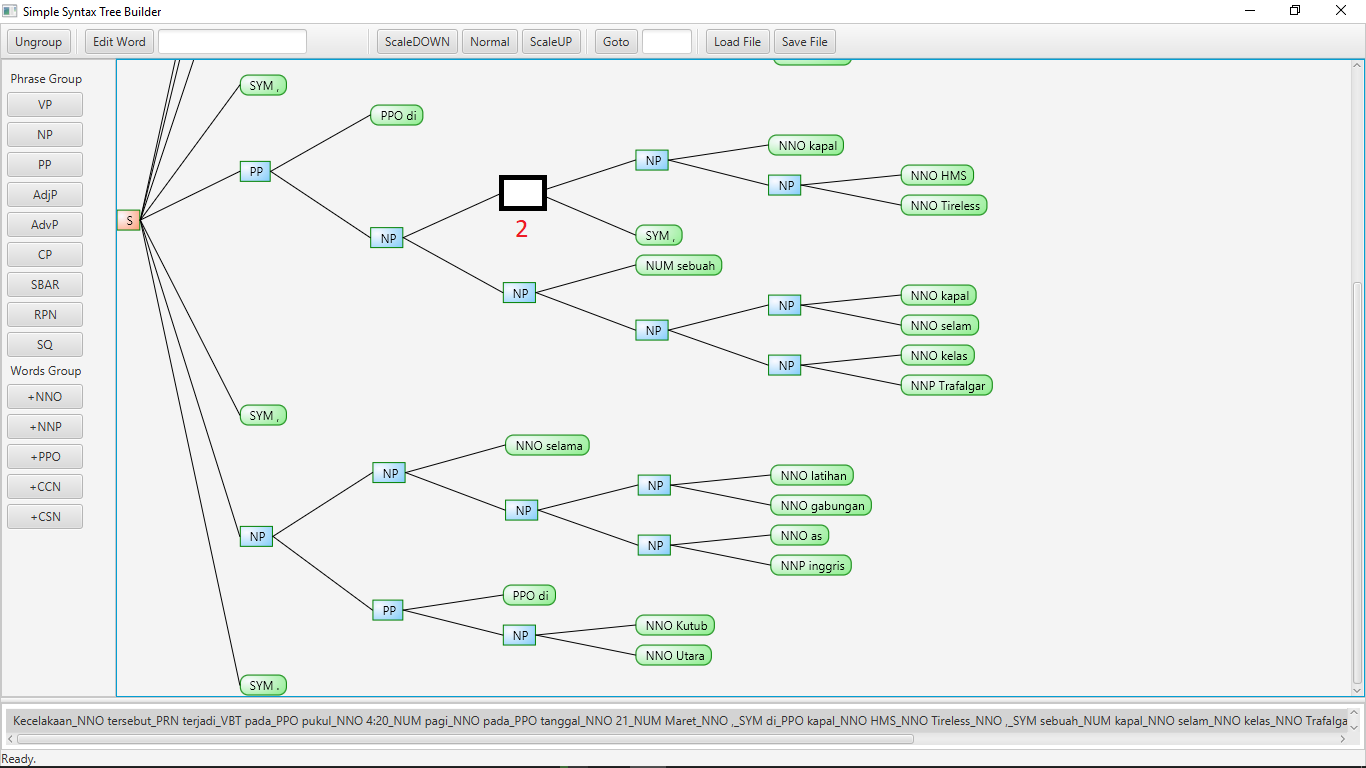 Simple Syntax Tree Builder
Ungroup
Edit Word
ScaleDOWN
Normal
ScaleUP
Goto
Load File
Save File
Phrase Group
VP
NP
PP
AdjP
AdvP
CP
SBAR
RPN
SQ
Words Group
+NNO
+NNP
+PPO
+CCN
+CSN
S
SYM ,
PP
PPO di
NP
2
NP
NNO kapal
NP
NNO HMS
NNO Tireless
SYM ,
NP
NUM sebuah
NP
NP
NNO kapal
NNO selam
NP
NNO kelas
NNP Trafalgar
SYM ,
NP
NP
NNO selama
NP
NP
NNO latihan
NNO gabungan
NP
NNO as
NNP inggris
PP
PPO di
NP
NNO Kutub
NNO Utara
SYM .
Kecelakaan_NNO tersebut_PRN terjadi_VBT pada_PPO pukul_NNO 4:20_NUM pagi_NNO pada_PPO tanggal_NNO 21_NUM Maret_NNO ,_SYM di_PPO kapal_NNO HMS_NNO Tireless_NNO ,_SYM sebuah_NUM kapal_NNO selam_NNO kelas_NNO Trafalga
Ready.